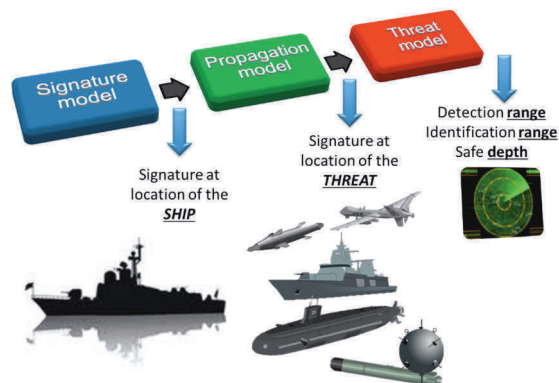 Signature
model
Propagation
model
Threat
model
Signature at
location of the
SHIP
Signature at
location of the
THREAT
Detection range
Identification range
Safe depth